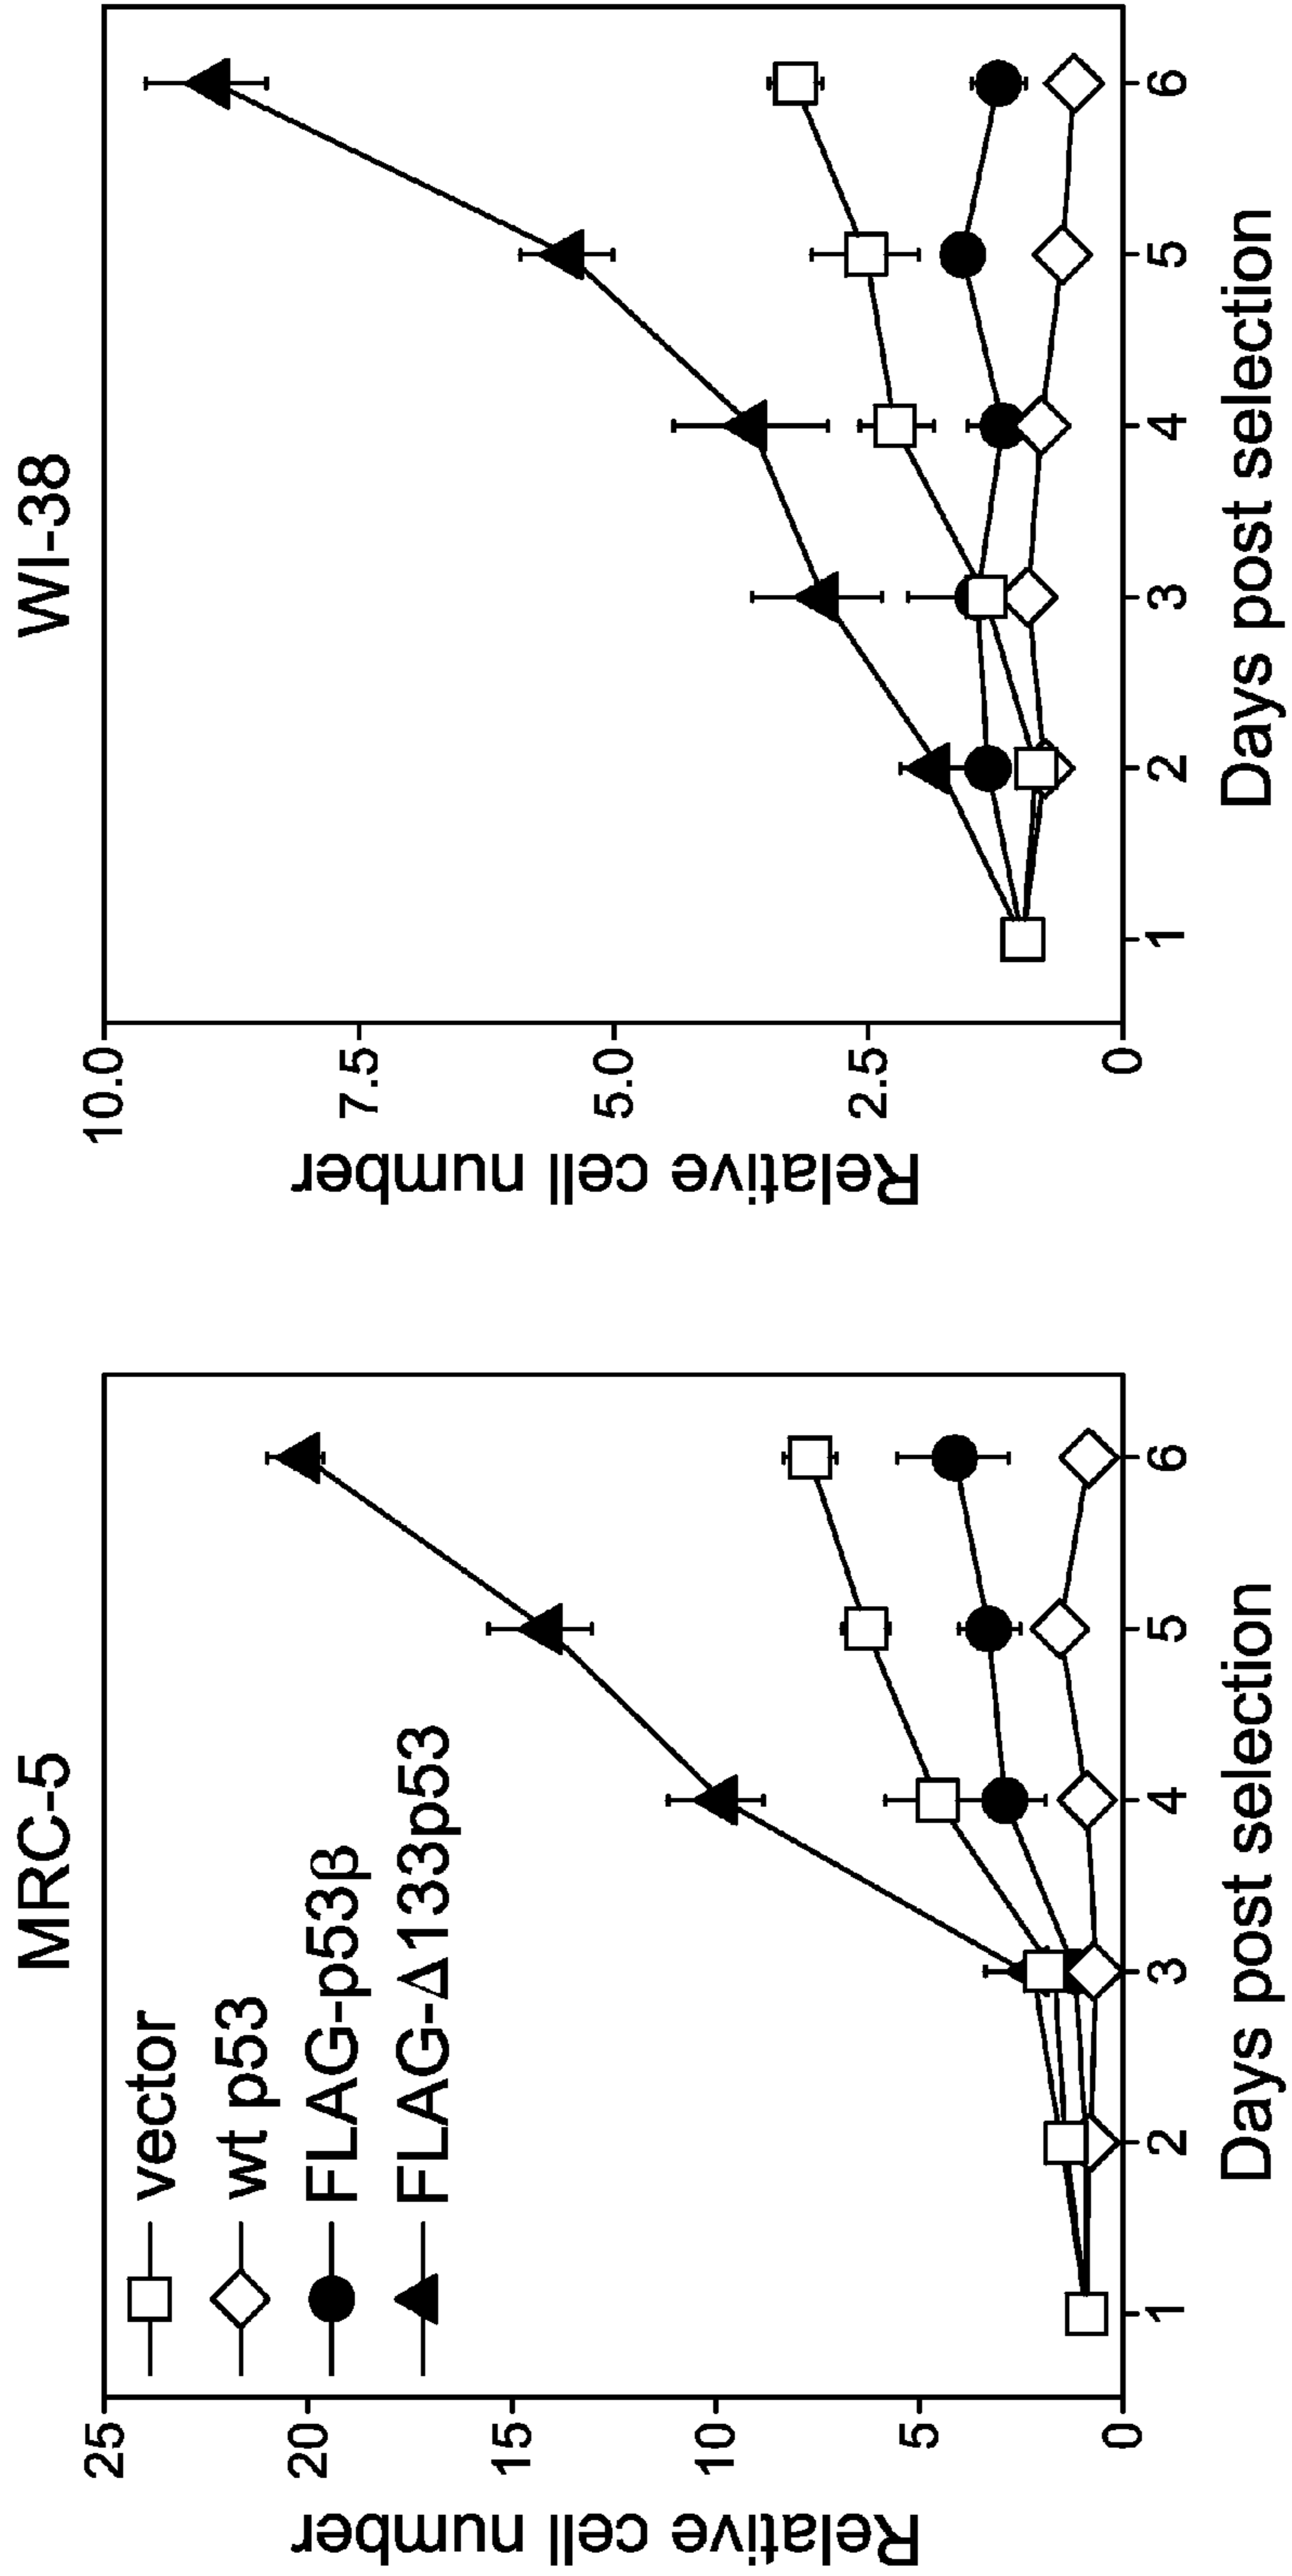 MRC-5
vector
wt p53
FLAG-p53β
FLAG-Δ133p53
Relative cell number
25
20
15
10
5
0
1 2 3 4 5 6
Days post selection
WI-38
Relative cell number
10.0
7.5
5.0
2.5
0
1 2 3 4 5 6
Days post selection